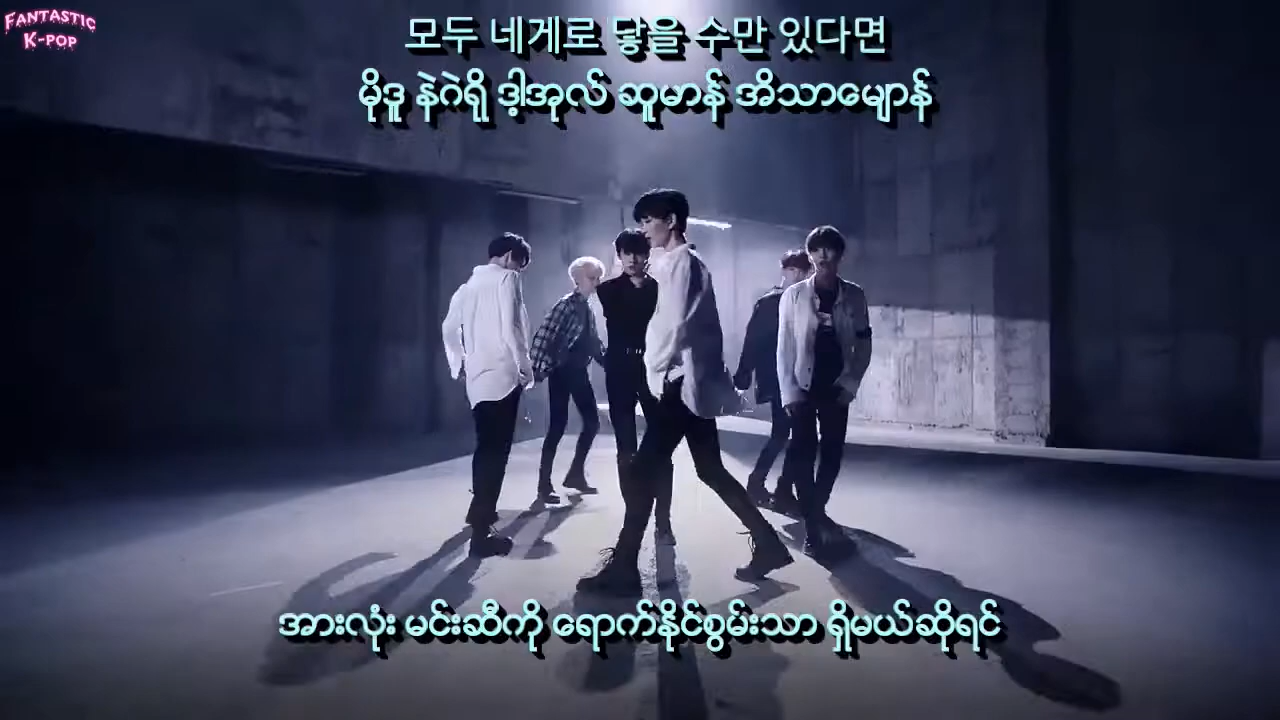 FANTASTIC
K-POP
모두 네게로 닿을 수만 있다면
မိုဒူ နဲဂဲရို ဒါ့အုလ် ဆူမာန် အိသာမျောန်
အားလုံး မင်းဆီကို ရောက်နိုင်စွမ်းသာ ရှိမယ်ဆိုရင်